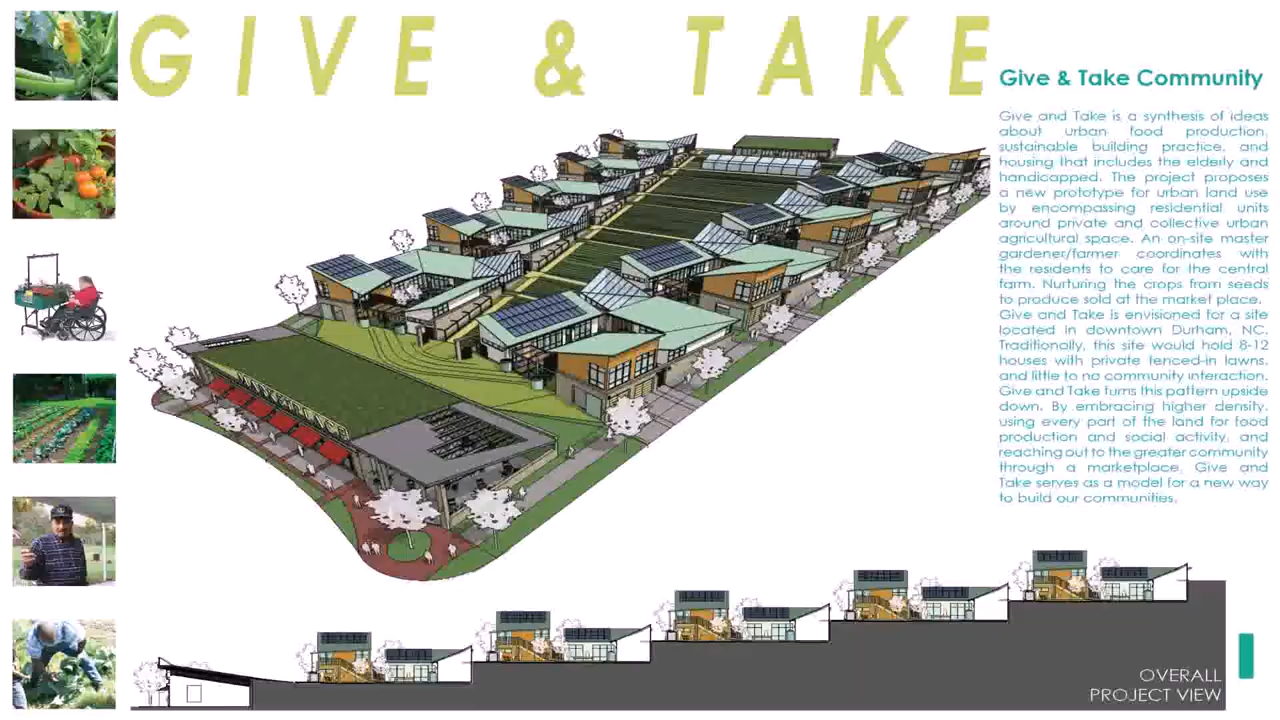 GIVE & TAKE
Give & Take Community
Give and Take is a synthesis of ideas
about urban food production,
sustainable building practice, and
housing that includes the elderly and
handicapped. The project proposes
a new prototype for urban land use
by encompassing residential units
around private and collective urban
agricultural space. An on-site master
gardener/farmer coordinates with
the residents to care for the central
farm. Nurturing the crops from seeds
to produce sold at the market place.
Give and Take is envisioned for a site
located in downtown Durham, NC.
Traditionally, this site would hold 8-12
houses with private fenced-in lawns,
and little to no community interaction.
Give and Take turns this pattern upside
down. By embracing higher density,
using every part of the land for food
production and social activity, and
reaching out to the greater community
through a marketplace, Give and
Take serves as a model for a new way
to build our communities.
OVERALL
PROJECT VIEW